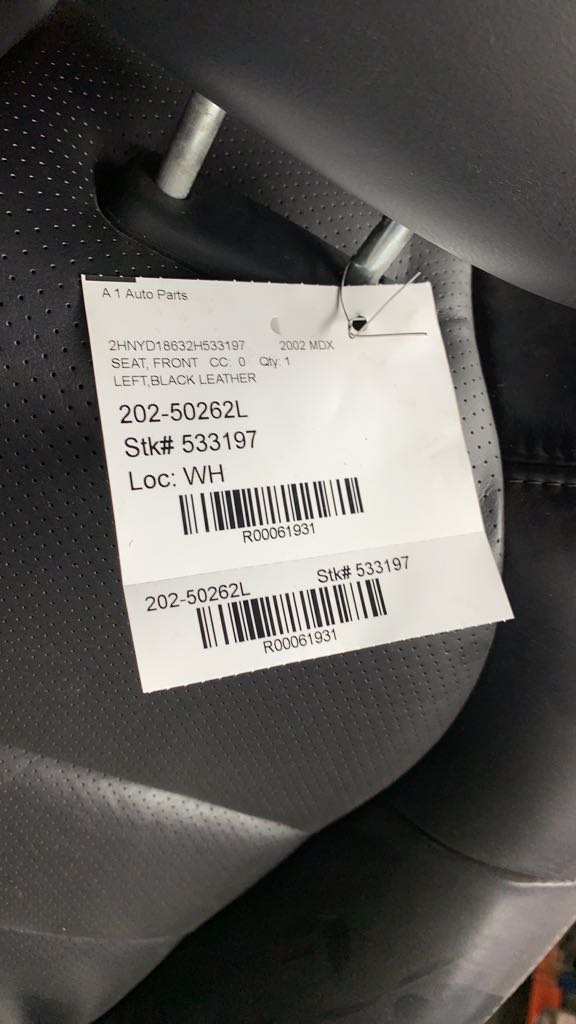 A 1 Auto Parts
2HNYD18632H533197 2002 MDX
SEAT, FRONT CC: 0 Qty: 1
LEFT,BLACK LEATHER
202-50262L
Stk# 533197
Loc: WH
R00061931
202-50262L Stk# 533197
R00061931